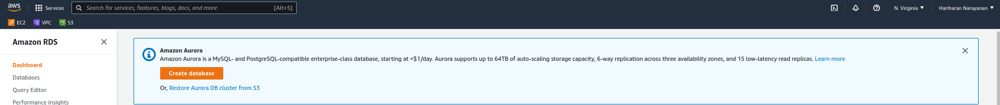 aws Services Search for services, features, blogs, docs, and more [Alt+S] N. Virginia Hariharan Narayanan
EC2 VPC S3
Amazon RDS
Dashboard
Databases
Query Editor
Performance insights
Amazon Aurora
Amazon Aurora is a MySQL- and PostgreSQL-compatible enterprise-class database, starting at <$1/day. Aurora supports up to 64TB of auto-scaling storage capacity, 6-way replication across three availability zones, and 15 low-latency read replicas. Learn more
Create database
Or, Restore Aurora DB cluster from S3